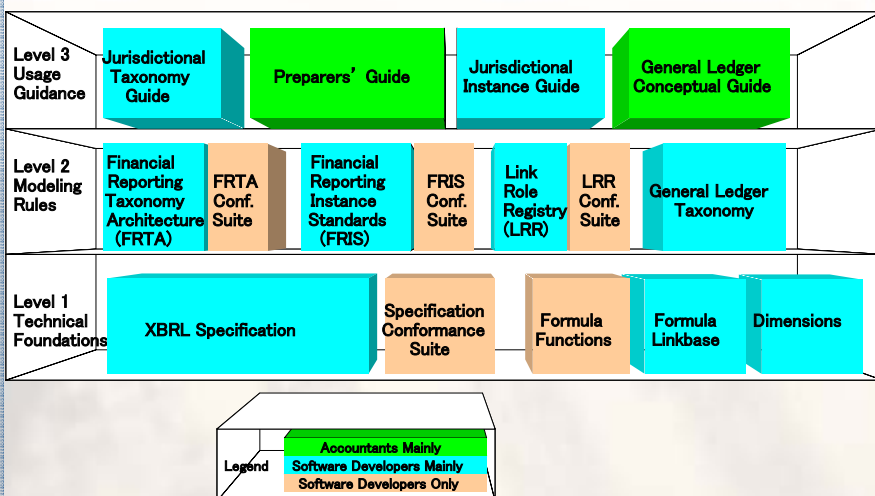 Level 3
Usage
Guidance
Jurisdictional
Taxonomy
Guide
Preparers' Guide
Jurisdictional
Instance Guide
General Ledger
Conceptual Guide
Level 2
Modeling
Rules
Financial
Reporting
Taxonomy
Architecture
(FRTA)
FRTA
Conf.
Suite
Financial
Reporting
Instance
Standards
(FRIS)
FRIS
Conf.
Suite
Link
Role
Registry
(LRR)
LRR
Conf.
Suite
General Ledger
Taxonomy
Level 1
Technical
Foundations
XBRL Specification
Specification
Conformance
Suite
Formula
Functions
Formula
Linkbase
Dimensions
Legend
Accountants Mainly
Software Developers Mainly
Software Developers Only